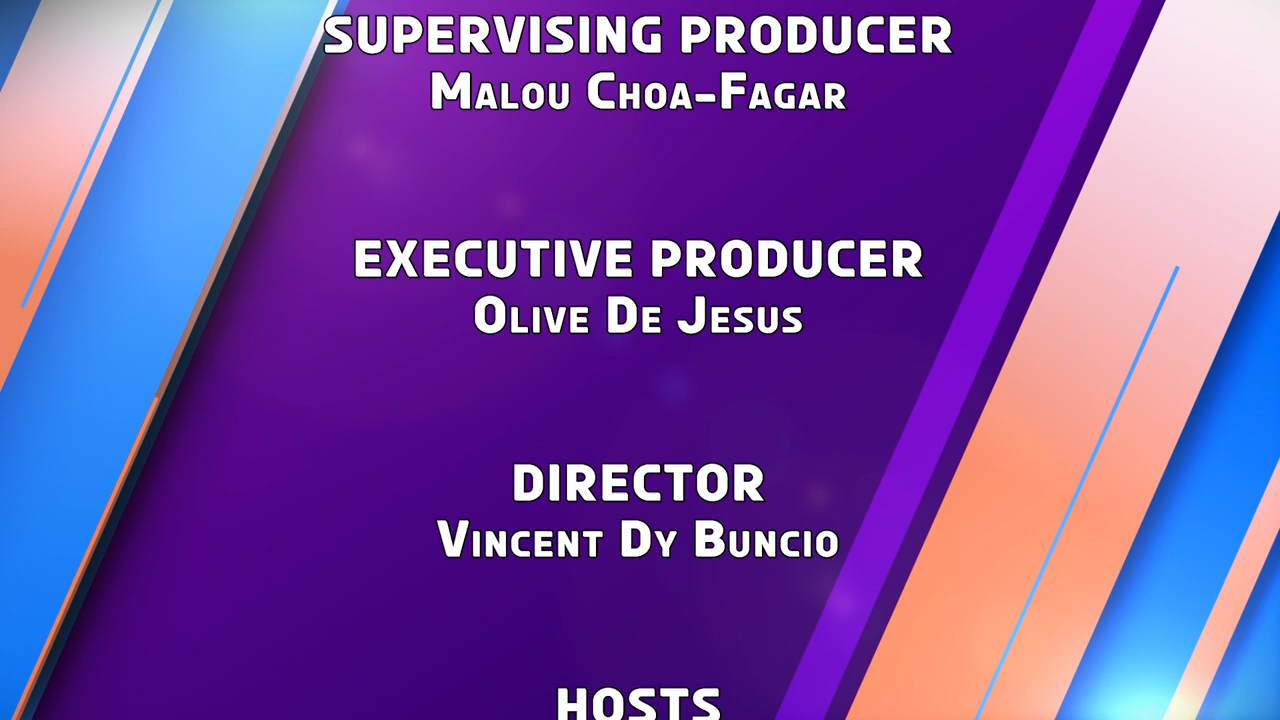 SUPERVISING PRODUCER
Malou Choa-Fagar
EXECUTIVE PRODUCER
Olive De Jesus
DIRECTOR
Vincent Dy Buncio
HOSTS